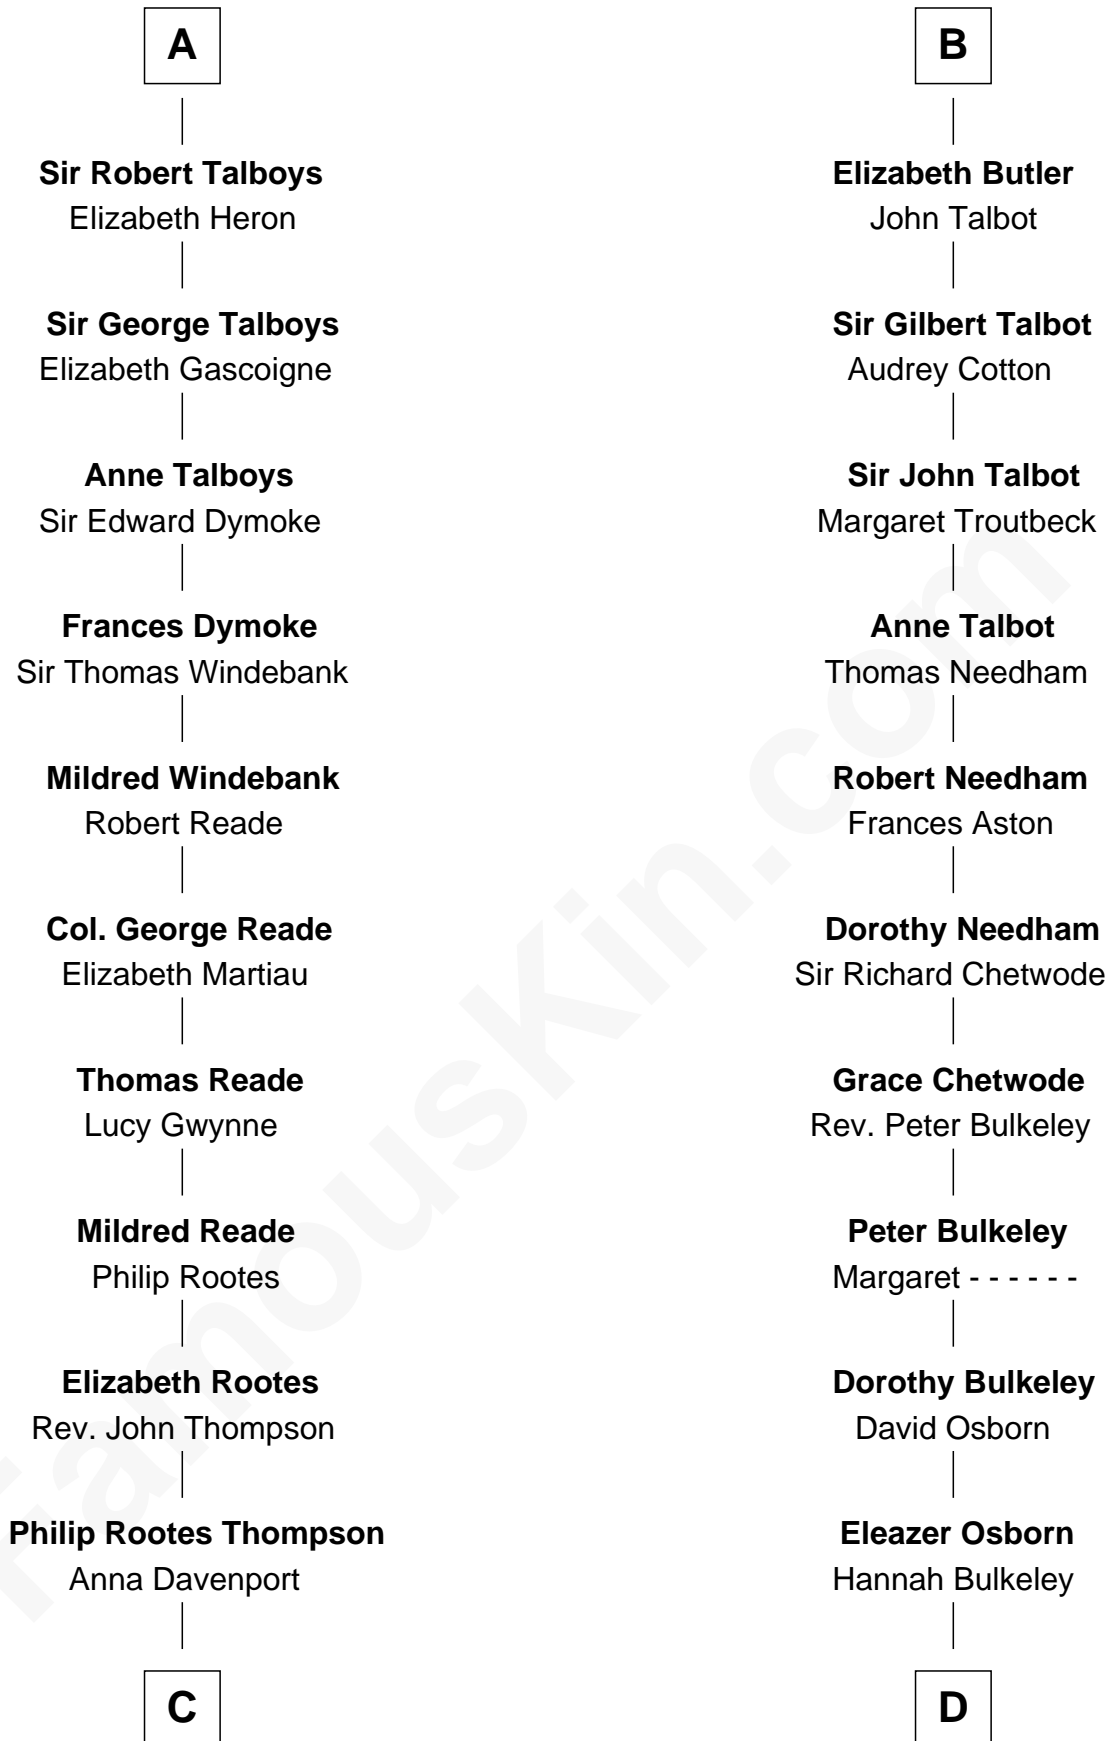 A
Sir Robert Talboys
Elizabeth Heron
Sir George Talboys
Elizabeth Gascoigne
Anne Talboys
Sir Edward Dymoke
Frances Dymoke
Sir Thomas Windebank
Mildred Windebank
Robert Reade
Col. George Reade
Elizabeth Martiau
Thomas Reade
Lucy Gwynne
Mildred Reade
Philip Rootes
Elizabeth Rootes
Rev. John Thompson
Philip Rootes Thompson
Anna Davenport
C
B
Elizabeth Butler
John Talbot
Sir Gilbert Talbot
Audrey Cotton
Sir John Talbot
Margaret Troutbeck
Anne Talbot
Thomas Needham
Robert Needham
Frances Aston
Dorothy Needham
Sir Richard Chetwode
Grace Chetwode
Rev. Peter Bulkeley
Peter Bulkeley
Margaret - - - - - -
Dorothy Bulkeley
David Osborn
Eleazer Osborn
Hannah Bulkeley
D
FamousKin.com